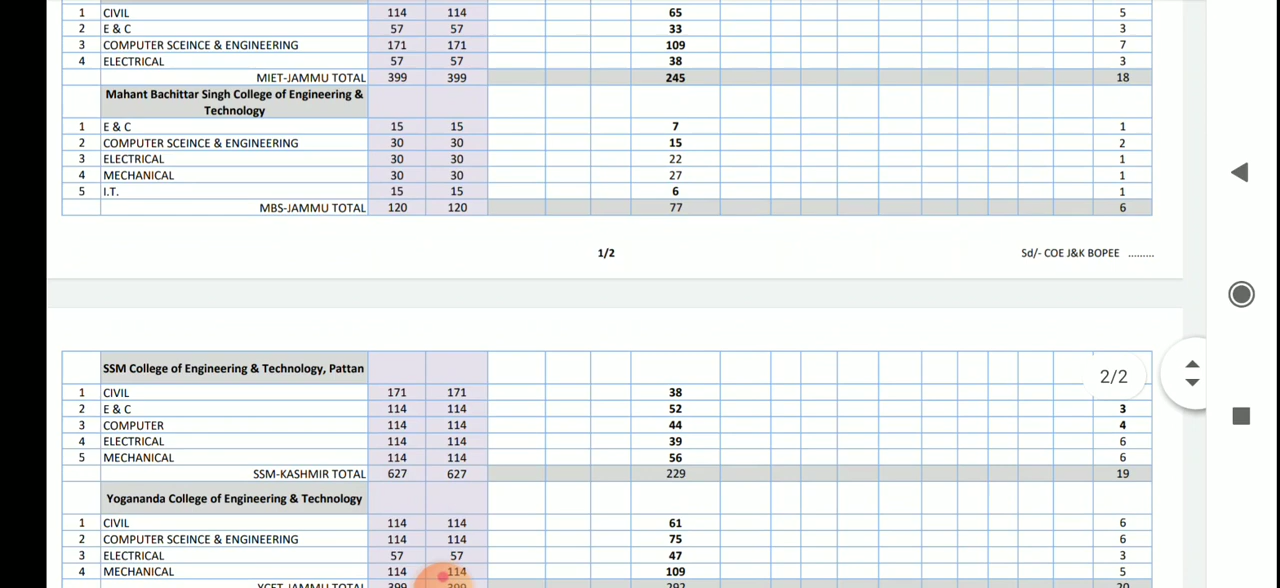 1 CIVIL 114 114 65 5
2 E & C 57 57 33 3
3 COMPUTER SCEINCE & ENGINEERING 171 171 109 7
4 ELECTRICAL 57 57 38 3
MIET-JAMMU TOTAL 399 399 245 18
Mahant Bachittar Singh College of Engineering &
Technology
1 E & C 15 15 7 1
2 COMPUTER SCEINCE & ENGINEERING 30 30 15 2
3 ELECTRICAL 30 30 22 1
4 MECHANICAL 30 30 27 1
5 I.T. 15 15 6 1
MBS-JAMMU TOTAL 120 120 77 6
1/2 Sd/- COE J&K BOPEE .........
SSM College of Engineering & Technology, Pattan
2/2
1 CIVIL 171 171 38
2 E & C 114 114 52 3
3 COMPUTER 114 114 44 4
4 ELECTRICAL 114 114 39 6
5 MECHANICAL 114 114 56 6
SSM-KASHMIR TOTAL 627 627 229 19
Yogananda College of Engineering & Technology
1 CIVIL 114 114 61 6
2 COMPUTER SCEINCE & ENGINEERING 114 114 75 6
3 ELECTRICAL 57 57 47 3
4 MECHANICAL 114 114 109 5
YCET-JAMMU TOTAL 399 399 292 20